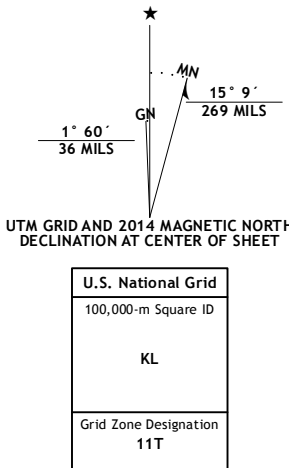 ★
MN
GN
15° 9´
269 MILS
1° 60´
36 MILS
UTM GRID AND 2014 MAGNETIC NORTH
DECLINATION AT CENTER OF SHEET
U.S. National Grid
100,000-m Square ID
KL
Grid Zone Designation
11T